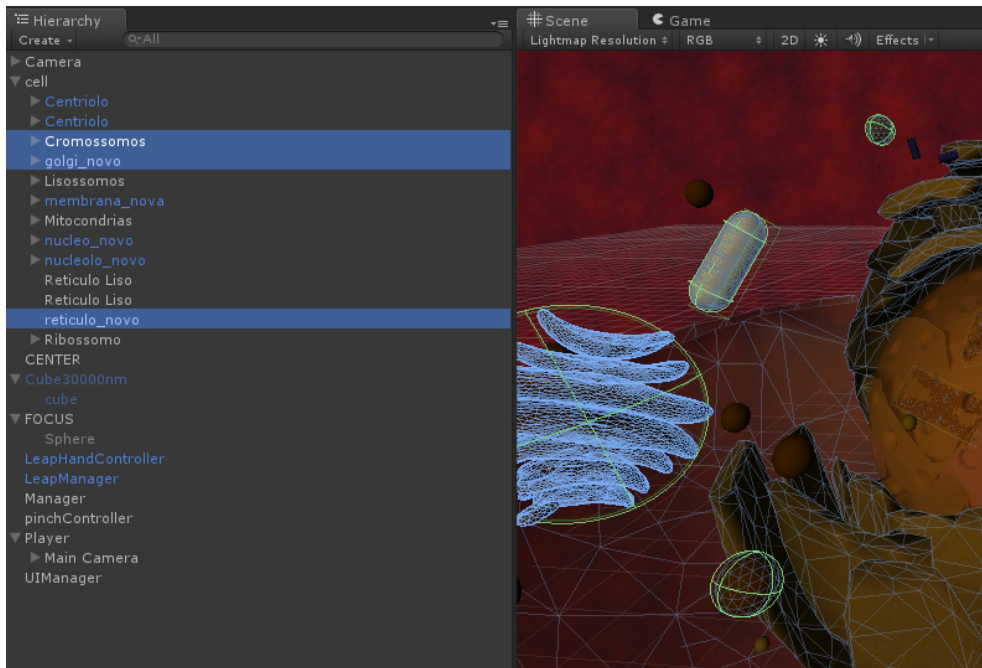 Hierarchy
Create
All
Camera
cell
Centriolo
Centriolo
Cromossomos
golgi_novo
Lisossomos
membrana_nova
Mitocondrias
nucleo_novo
nucleolo_novo
Reticulo Liso
Reticulo Liso
reticulo_novo
Ribossomo
CENTER
Cube30000nm
cube
FOCUS
Sphere
LeapHandController
LeapManager
Manager
pinchController
Player
Main Camera
UIManager
Scene Game
Lightmap Resolution RGB 2D Effects